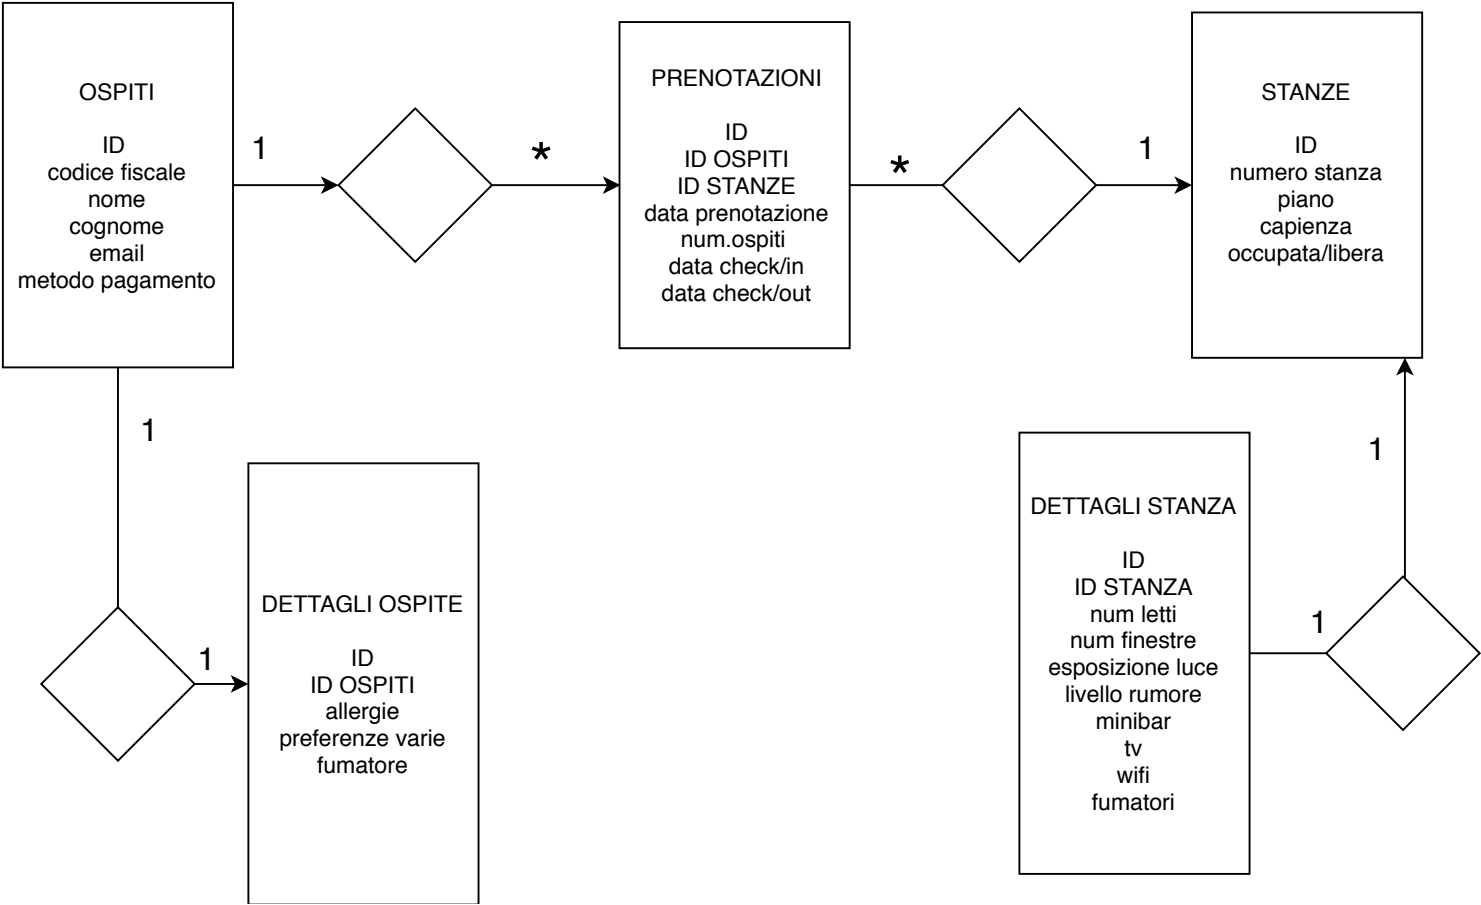 OSPITI
ID
codice fiscale
nome
cognome
email
metodo pagamento
1
*
PRENOTAZIONI
ID
ID OSPITI
ID STANZE
data prenotazione
num.ospiti
data check/in
data check/out
*
1
STANZE
ID
numero stanza
piano
capienza
occupata/libera
1
1
DETTAGLI OSPITE
ID
ID OSPITI
allergie
preferenze varie
fumatore
DETTAGLI STANZA
ID
ID STANZA
num letti
num finestre
esposizione luce
livello rumore
minibar
tv
wifi
fumatori
1
1